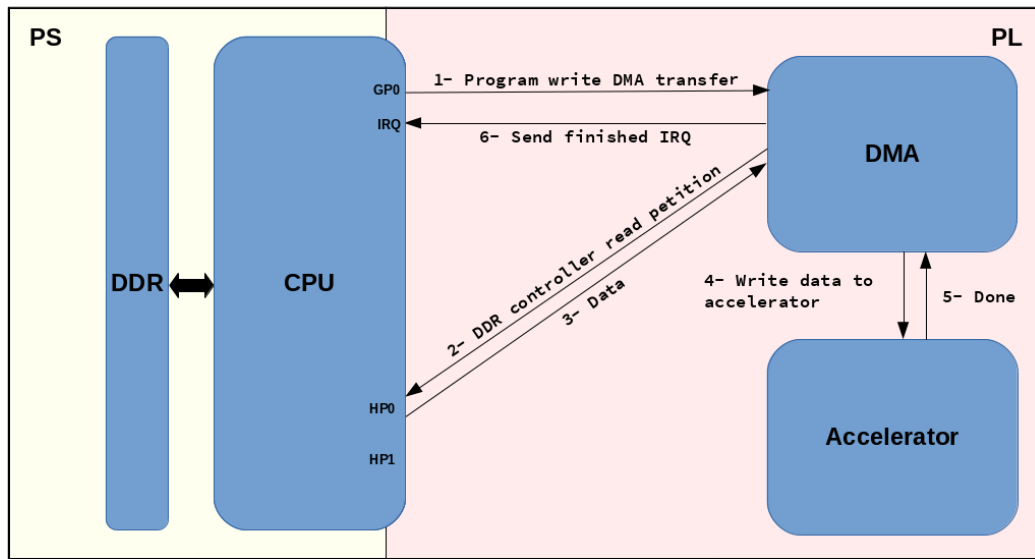 PS
PL
GP0
1- Program write DMA transfer
IRQ
6- Send finished IRQ
DMA
2- DDR controller read petition
3- Data
DDR
CPU
4- Write data to
accelerator
5- Done
HP0
HP1
Accelerator